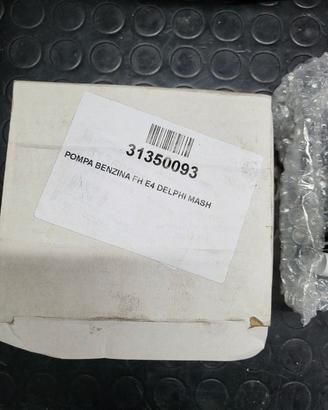 31350093
POMPA BENZINA FH E4 DELPHI MASH